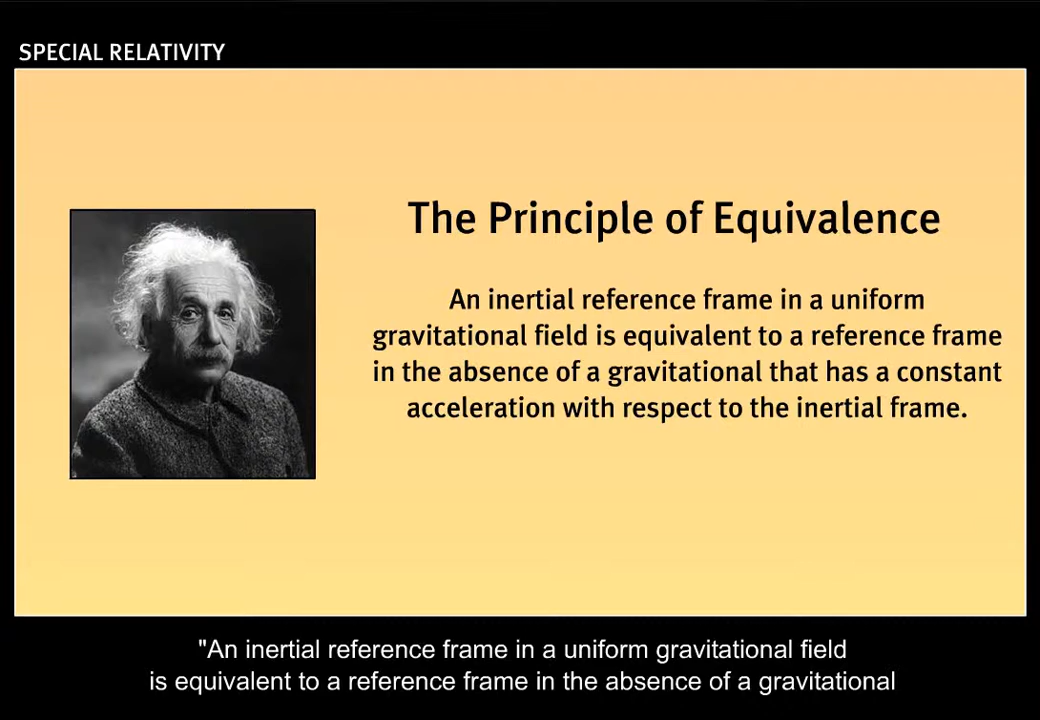 SPECIAL RELATIVITY
The Principle of Equivalence
An inertial reference frame in a uniform
gravitational field is equivalent to a reference frame
in the absence of a gravitational that has a constant
acceleration with respect to the inertial frame.
"An inertial reference frame in a uniform gravitational field
is equivalent to a reference frame in the absence of a gravitational